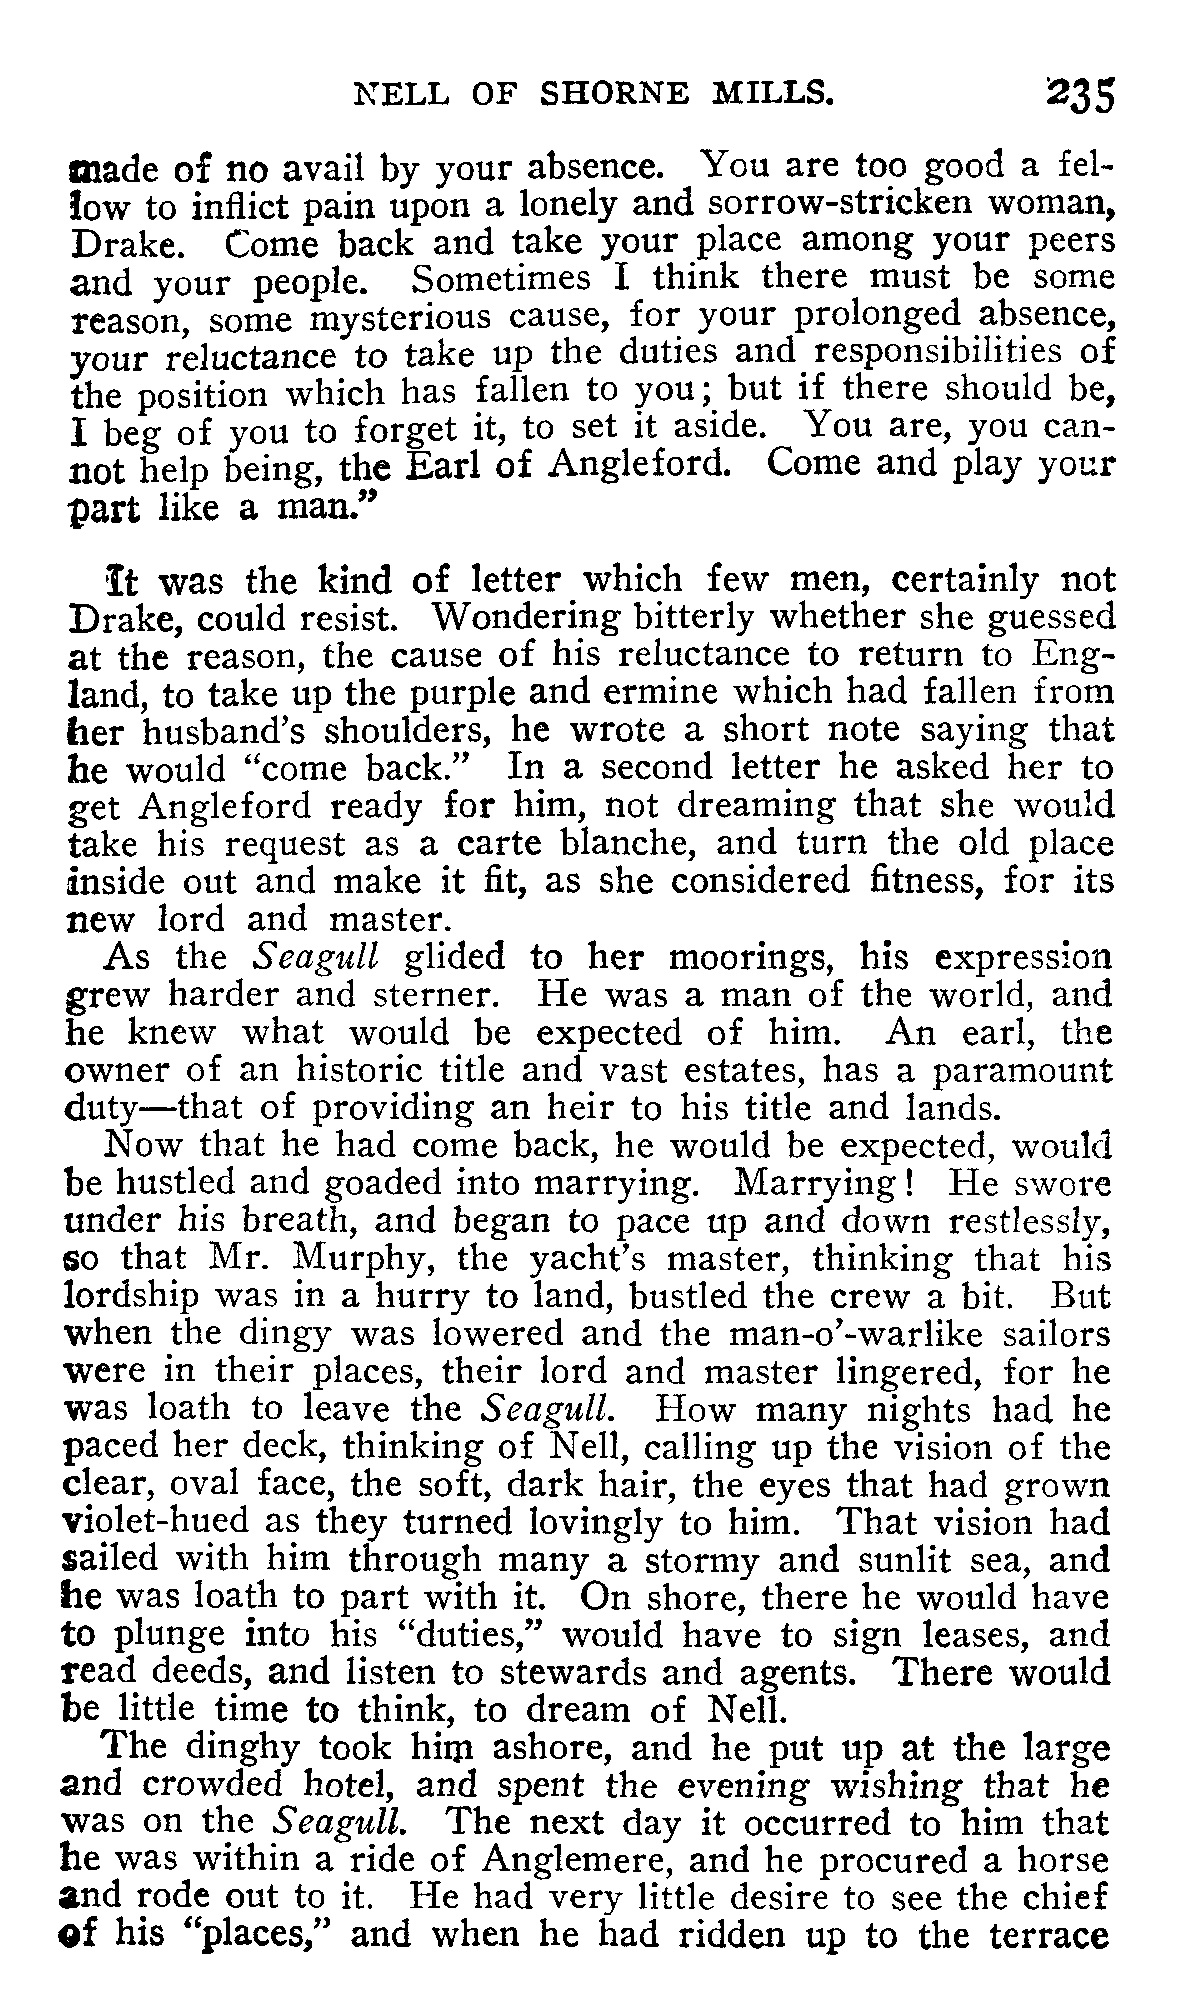 NELL OF SHORNE MILLS. 235
made of no avail by your absence. You are too good a fel-
low to inflict pain upon a lonely and sorrow-stricken woman,
Drake. Come back and take your place among your peers
and your people. Sometimes I think there must be some
reason, some mysterious cause, for your prolonged absence,
your reluctance to take up the duties and responsibilities of
the position which has fallen to you; but if there should be,
I beg of you to forget it, to set it aside. You are, you can-
not help being, the Earl of Angleford. Come and play your
part like a man."
It was the kind of letter which few men, certainly not
Drake, could resist. Wondering bitterly whether she guessed
at the reason, the cause of his reluctance to return to Eng-
land, to take up the purple and ermine which had fallen from
her husband's shoulders, he wrote a short note saying that
he would "come back." In a second letter he asked her to
get Angleford ready for him, not dreaming that she would
take his request as a carte blanche, and turn the old place
inside out and make it fit, as she considered fitness, for its
new lord and master.
As the Seagull glided to her moorings, his expression
grew harder and sterner. He was a man of the world, and
he knew what would be expected of him. An earl, the
owner of an historic title and vast estates, has a paramount
duty—that of providing an heir to his title and lands.
Now that he had come back, he would be expected, would
be hustled and goaded into marrying. Marrying! He swore
under his breath, and began to pace up and down restlessly,
so that Mr. Murphy, the yacht's master, thinking that his
lordship was in a hurry to land, bustled the crew a bit. But
when the dingy was lowered and the man-o'-warlike sailors
were in their places, their lord and master lingered, for he
was loath to leave the Seagull. How many nights had he
paced her deck, thinking of Nell, calling up the vision of the
clear, oval face, the soft, dark hair, the eyes that had grown
violet-hued as they turned lovingly to him. That vision had
sailed with him through many a stormy and sunlit sea, and
he was loath to part with it. On shore, there he would have
to plunge into his "duties," would have to sign leases, and
read deeds, and listen to stewards and agents. There would
be little time to think, to dream of Nell.
The dinghy took him ashore, and he put up at the large
and crowded hotel, and spent the evening wishing that he
was on the Seagull. The next day it occurred to him that
he was within a ride of Anglemere, and he procured a horse
and rode out to it. He had very little desire to see the chief
of his "places," and when he had ridden up to the terrace